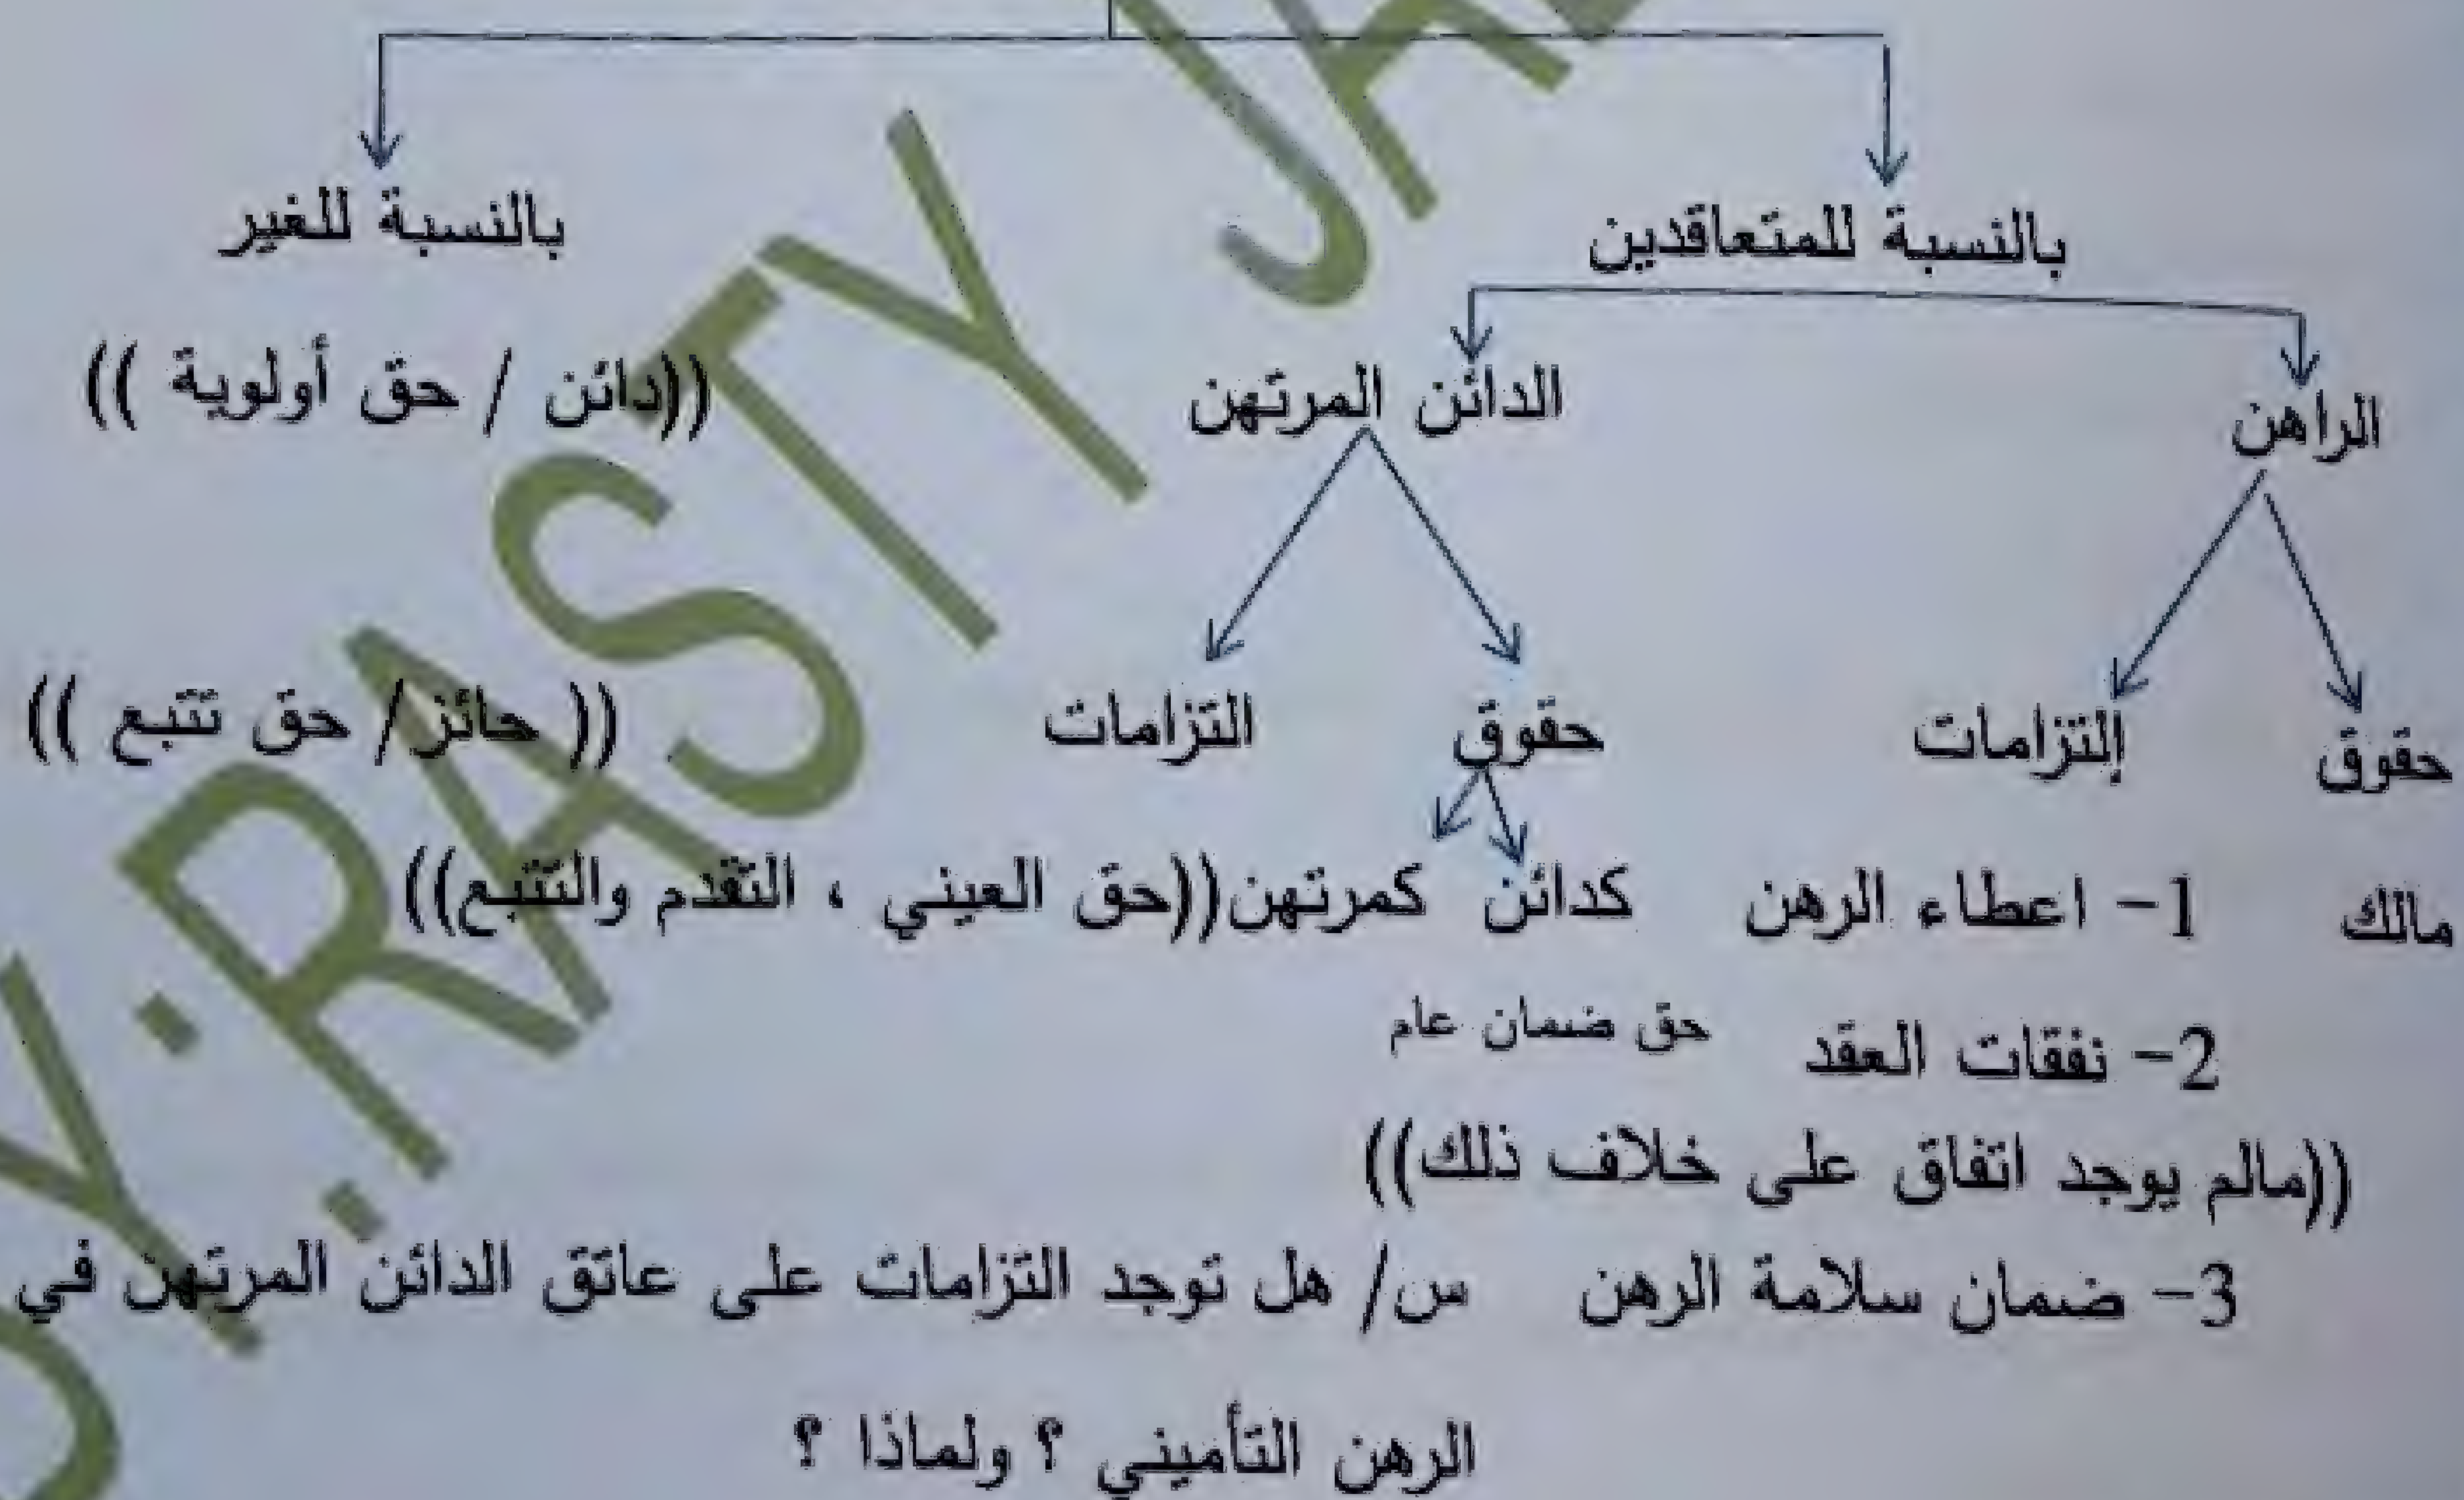 بالنسبة للمتعاقدين
بالنسبة للغير
الراهن
الدائن المرتهن
((دائن / حق أولوية ))
حقوق
إلتزامات
حقوق
التزامات
(( حائز/ حق تتبع ))
مالك
1- اعطاء الرهن
كدائن
كمرتهن((حق العيني ، التقدم والتتبع))
2- نفقات العقد
حق ضمان عام
((مالم يوجد اتفاق على خلاف ذلك))
3- ضمان سلامة الرهن
س/ هل توجد التزامات على عاتق الدائن المرتهن في
الرهن التأميني ؟ ولماذا ؟
Y:RASTY JA